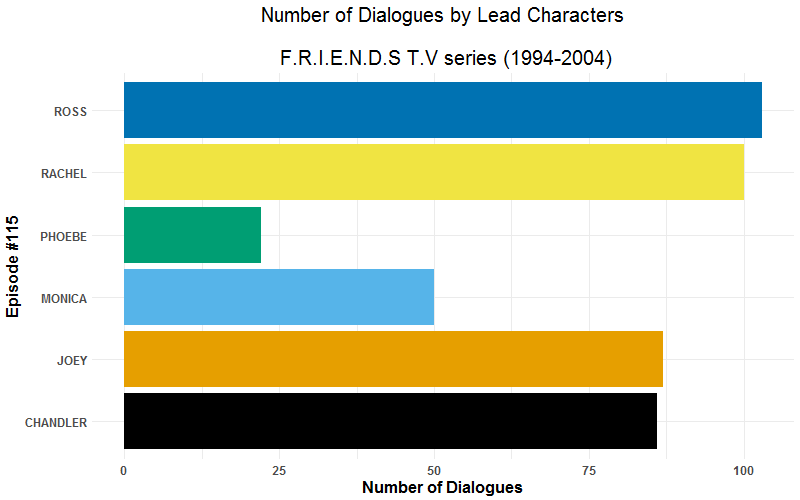 Number of Dialogues by Lead Characters
F.R.I.E.N.D.S T.V series (1994-2004)
Episode #115
ROSS
RACHEL
PHOEBE
MONICA
JOEY
CHANDLER
0 25 50 75 100
Number of Dialogues